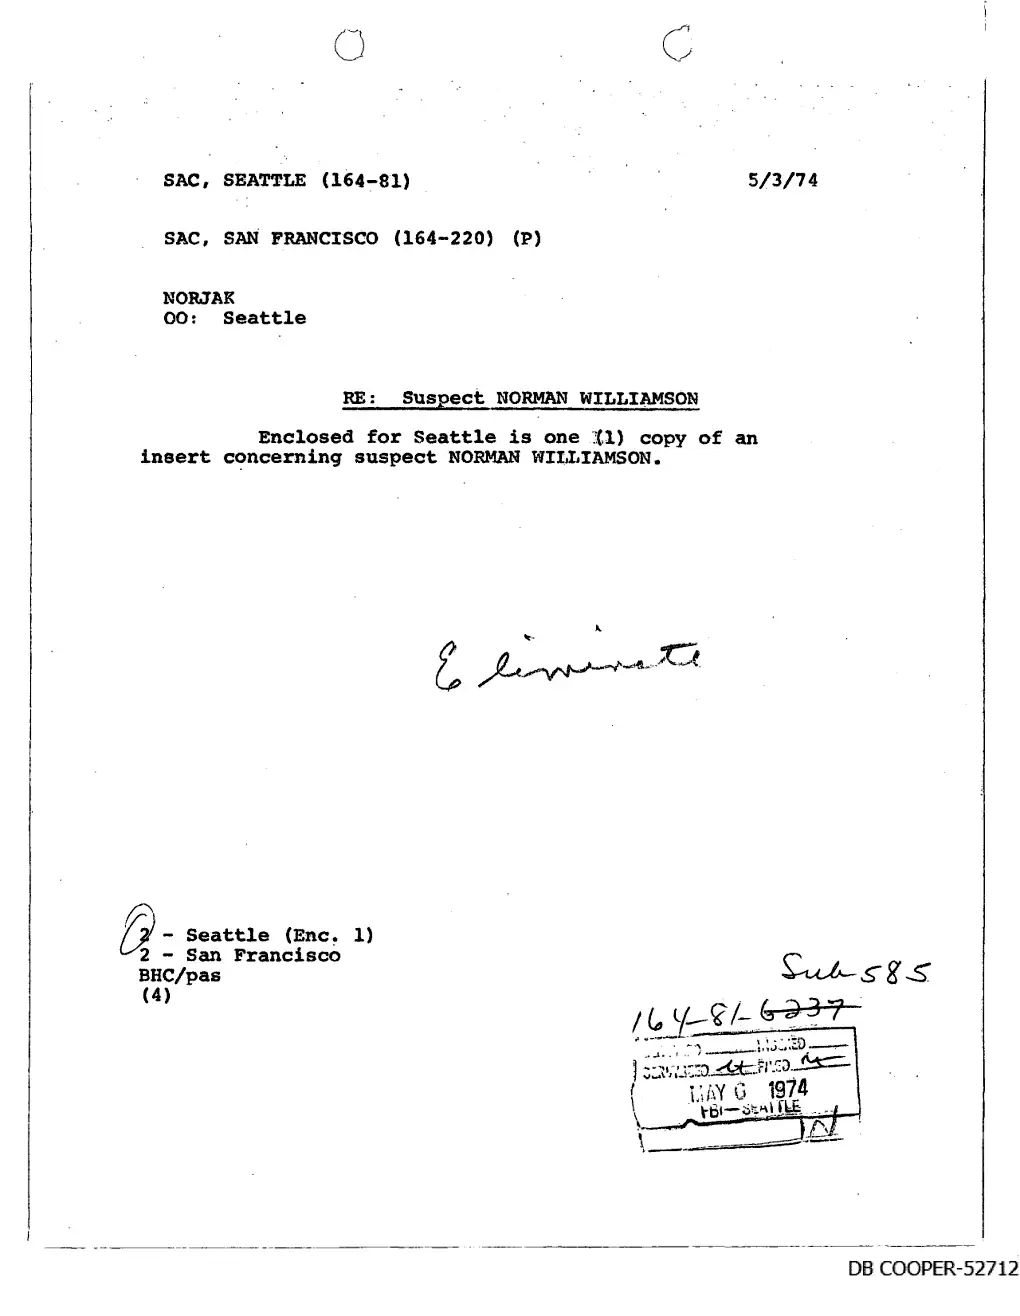 SAC, SEATTLE (164-81) 5/3/74
SAC, SAN FRANCISCO (164-220) (P)
NORJAK
OO: Seattle
RE: Suspect NORMAN WILLIAMSON
Enclosed for Seattle is one (1) copy of an
insert concerning suspect NORMAN WILLIAMSON.
Eliminate
2 - Seattle (Enc. 1)
2 - San Francisco
BHC/pas
(4)
Sub 585
164-81-6237
SERIALIZED FILED
MAY 6 1974
FBI-SEATTLE
DB COOPER-52712